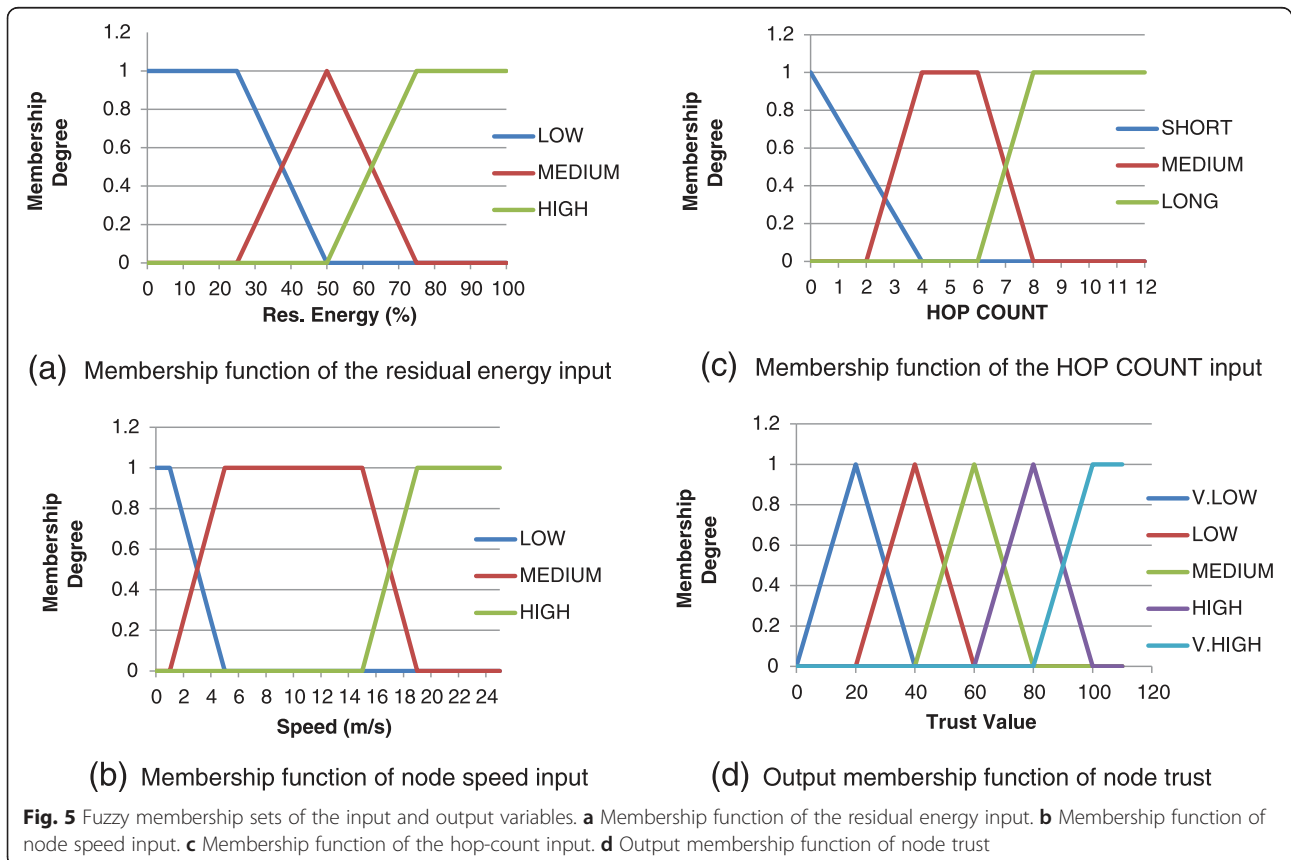 1.2
1
0.8
0.6
0.4
0.2
0
Membership
Degree
0 10 20 30 40 50 60 70 80 90 100
Res. Energy (%)
LOW
MEDIUM
HIGH
(a) Membership function of the residual energy input
1.2
1
0.8
0.6
0.4
0.2
0
Membership
Degree
0 1 2 3 4 5 6 7 8 9 10 11 12
HOP COUNT
SHORT
MEDIUM
LONG
(c) Membership function of the HOP COUNT input
1.2
1
0.8
0.6
0.4
0.2
0
Membership
Degree
0 2 4 6 8 10 12 14 16 18 20 22 24
Speed (m/s)
LOW
MEDIUM
HIGH
(b) Membership function of node speed input
1.2
1
0.8
0.6
0.4
0.2
0
Membership
Degree
0 20 40 60 80 100 120
Trust Value
V.LOW
LOW
MEDIUM
HIGH
V.HIGH
(d) Output membership function of node trust
Fig. 5 Fuzzy membership sets of the input and output variables. a Membership function of the residual energy input. b Membership function of
node speed input. c Membership function of the hop-count input. d Output membership function of node trust